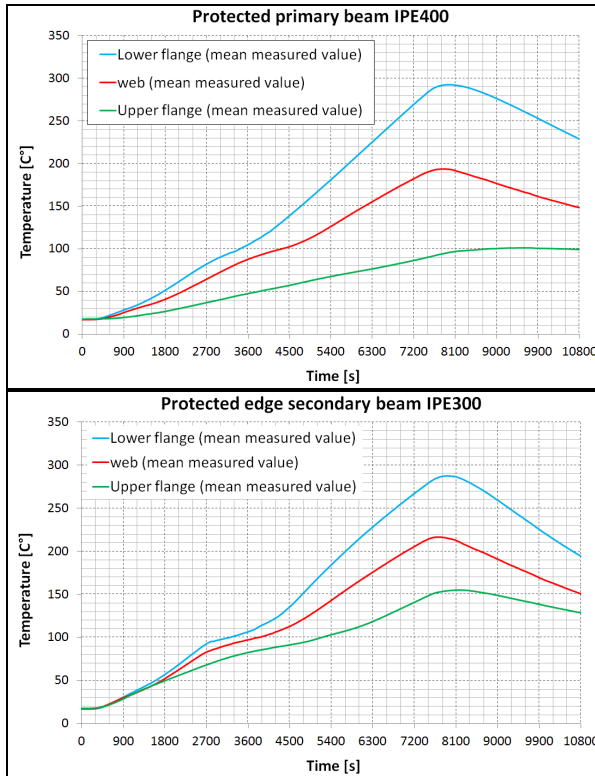 Protected primary beam IPE400
Lower flange (mean measured value)
web (mean measured value)
Upper flange (mean measured value)
Temperature [C°]
350
300
250
200
150
100
50
0
0 900 1800 2700 3600 4500 5400 6300 7200 8100 9000 9900 10800
Time [s]
Protected edge secondary beam IPE300
Lower flange (mean measured value)
web (mean measured value)
Upper flange (mean measured value)
Temperature [C°]
350
300
250
200
150
100
50
0
0 900 1800 2700 3600 4500 5400 6300 7200 8100 9000 9900 10800
Time [s]